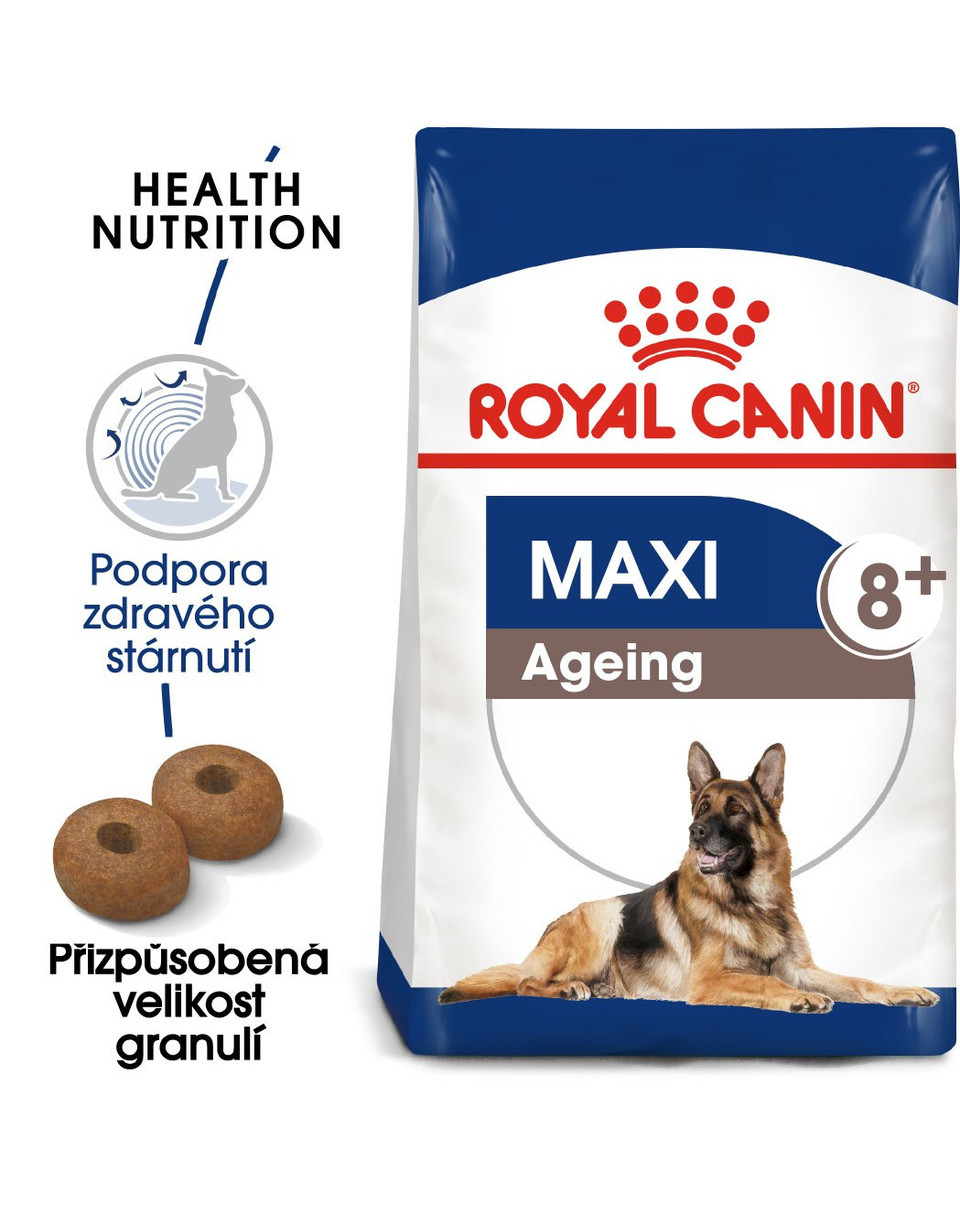 HEALTH
NUTRITION
Podpora
zdravého
stárnutí
Přizpůsobená
velikost
granulí
ROYAL CANIN®
MAXI
8+
Ageing